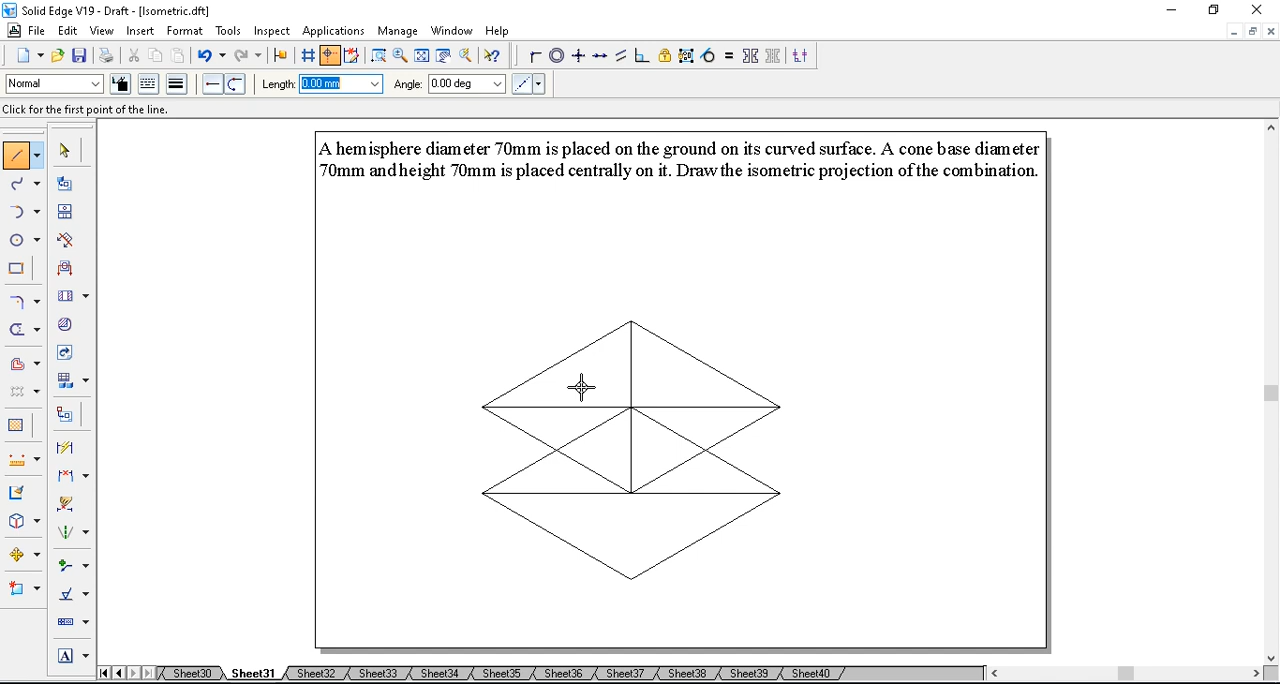 Solid Edge V19 - Draft - [Isometric.dft]
File Edit View Insert Format Tools Inspect Applications Manage Window Help
Normal Length: 0.00 mm Angle: 0.00 deg
Click for the first point of the line.
A hemisphere diameter 70mm is placed on the ground on its curved surface. A cone base diameter
70mm and height 70mm is placed centrally on it. Draw the isometric projection of the combination.
A
Sheet30 Sheet31 Sheet32 Sheet33 Sheet34 Sheet35 Sheet36 Sheet37 Sheet38 Sheet39 Sheet40